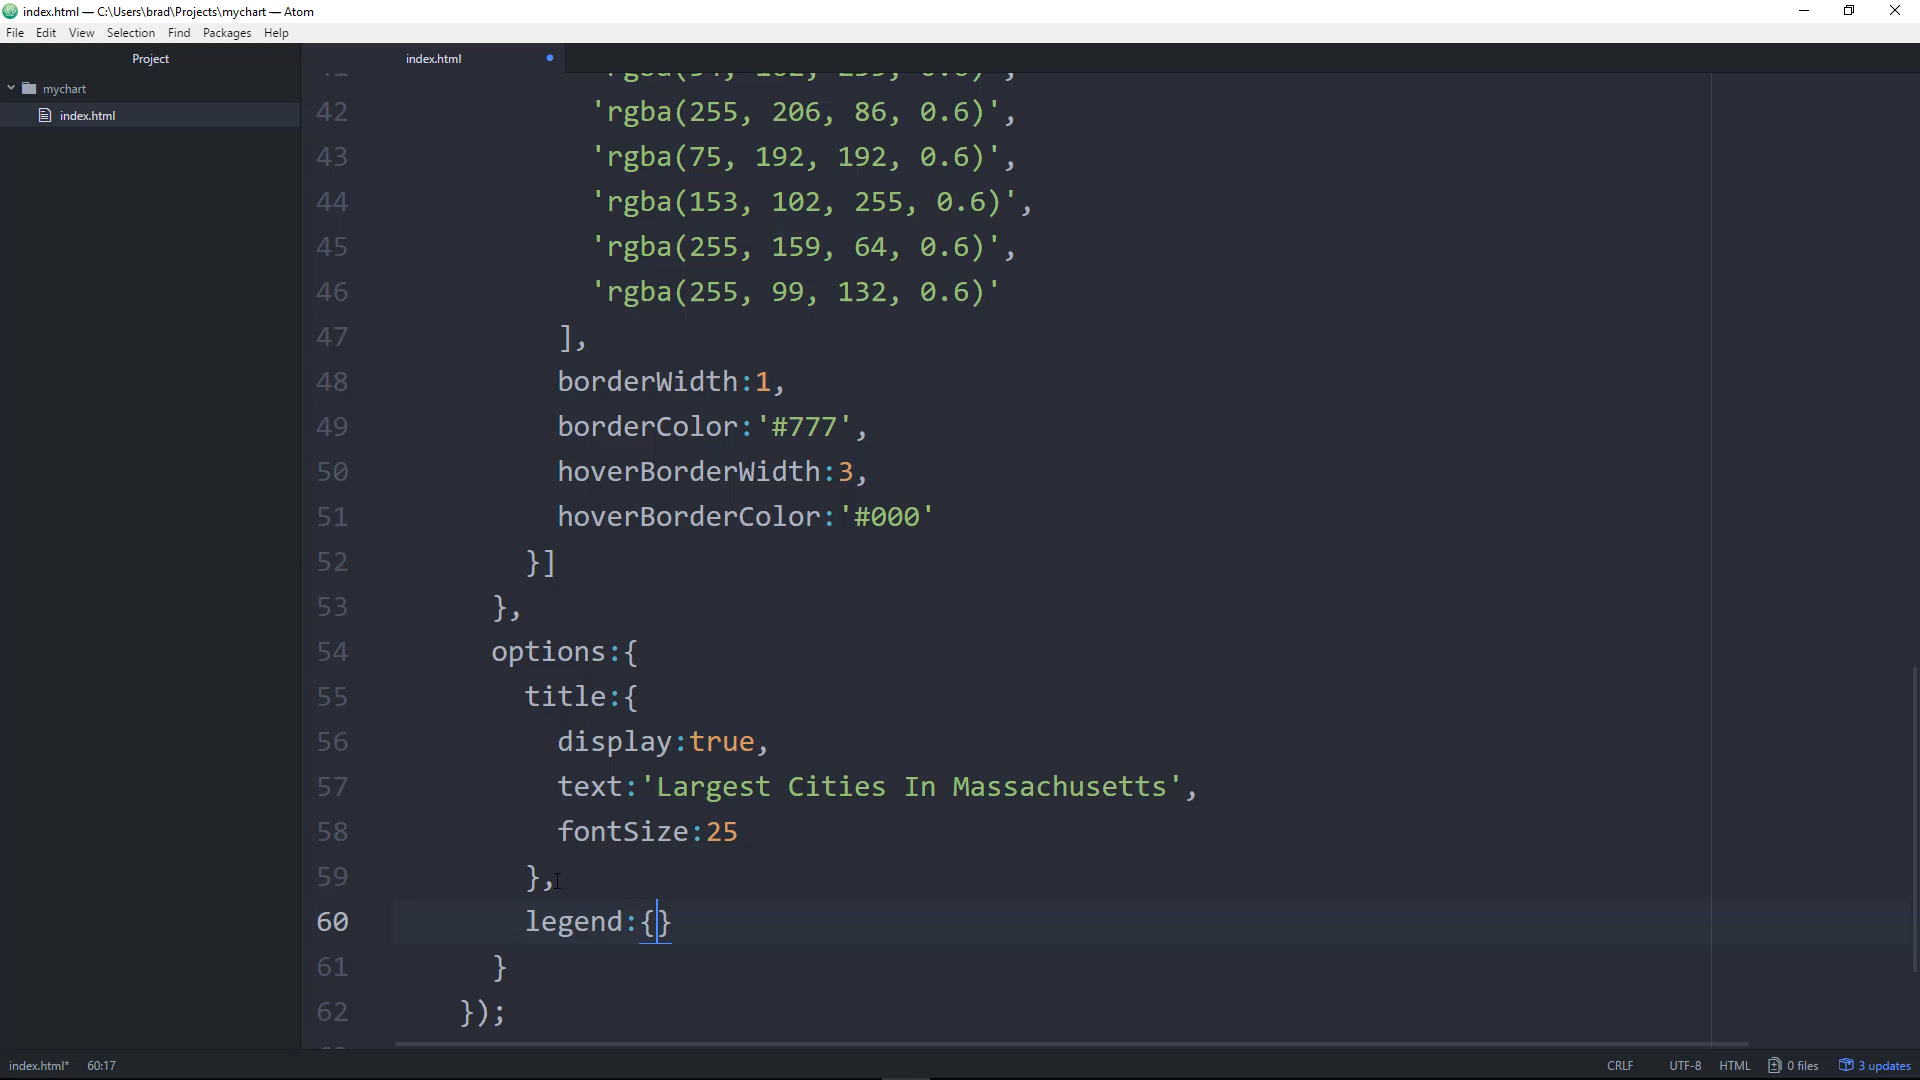 index.html — C:\Users\brad\Projects\mychart — Atom
File Edit View Selection Find Packages Help
Project
index.html
mychart
index.html
42 'rgba(255, 206, 86, 0.6)',
43 'rgba(75, 192, 192, 0.6)',
44 'rgba(153, 102, 255, 0.6)',
45 'rgba(255, 159, 64, 0.6)',
46 'rgba(255, 99, 132, 0.6)'
47 ],
48 borderWidth:1,
49 borderColor:'#777',
50 hoverBorderWidth:3,
51 hoverBorderColor:'#000'
52 }]
53 },
54 options:{
55 title:{
56 display:true,
57 text:'Largest Cities In Massachusetts',
58 fontSize:25
59 },
60 legend:{}
61 }
62 });
index.html* 60:17 CRLF UTF-8 HTML 0 files 3 updates